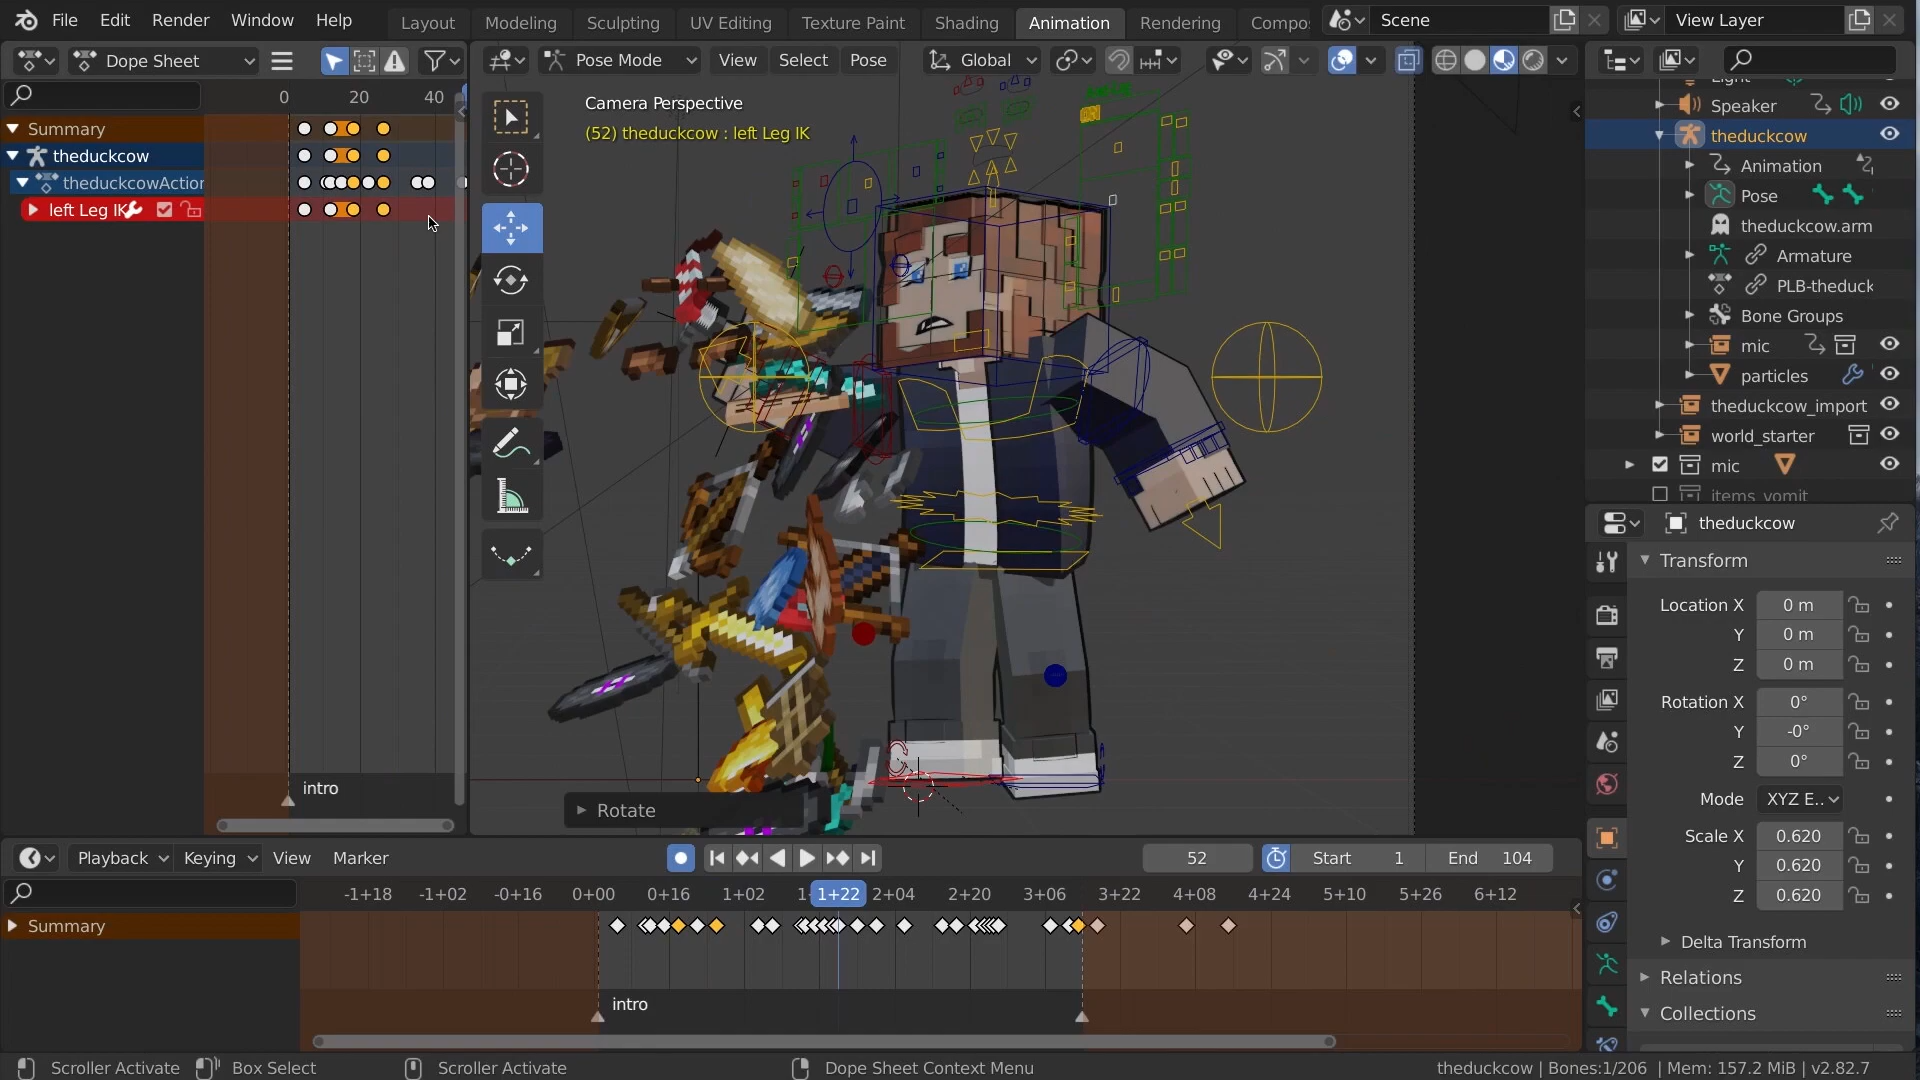 File Edit Render Window Help Layout Modeling Sculpting UV Editing Texture Paint Shading Animation Rendering Compo Scene View Layer
Dope Sheet Pose Mode View Select Pose Global
0 20 40
Summary
theduckcow
theduckcowAction
left Leg IK
intro
Camera Perspective
(52) theduckcow : left Leg IK
Rotate
Speaker
theduckcow
Animation
Pose
theduckcow.arm
Armature
PLB-theduck
Bone Groups
mic
particles
theduckcow_import
world_starter
mic
items_vomit
theduckcow
Transform
Location X 0 m
Y 0 m
Z 0 m
Rotation X 0°
Y -0°
Z 0°
Mode XYZ E..
Scale X 0.620
Y 0.620
Z 0.620
Delta Transform
Relations
Collections
Playback Keying View Marker 52 Start 1 End 104
-1+18 -1+02 -0+16 0+00 0+16 1+02 1+22 2+04 2+20 3+06 3+22 4+08 4+24 5+10 5+26 6+12
Summary
intro
Scroller Activate Box Select Scroller Activate Dope Sheet Context Menu theduckcow | Bones:1/206 | Mem: 157.2 MiB | v2.82.7